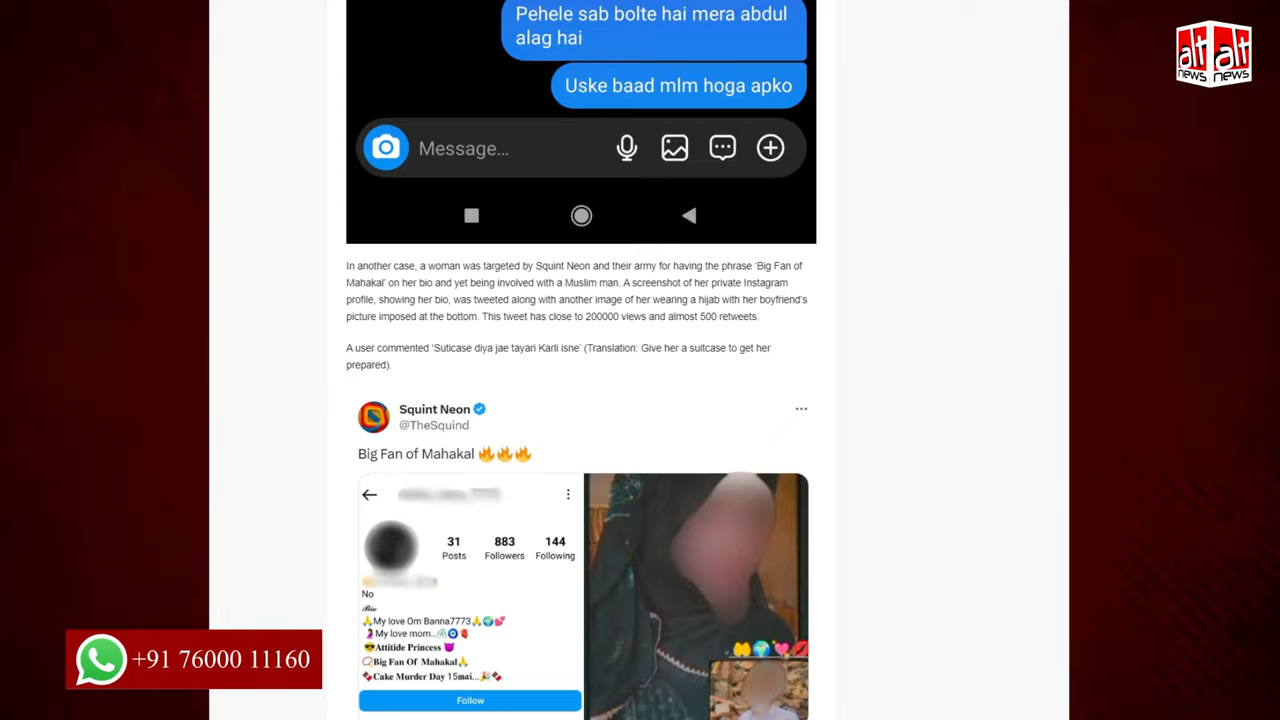 Pehele sab bolte hai mera abdul
alag hai
Uske baad mlm hoga apko
alt alt
news news
Message...
In another case, a woman was targeted by Squint Neon and their army for having the phrase 'Big Fan of
Mahakal' on her bio and yet being involved with a Muslim man. A screenshot of her private Instagram
profile, showing her bio, was tweeted along with another image of her wearing a hijab with her boyfriend's
picture imposed at the bottom. This tweet has close to 200000 views and almost 500 retweets.
A user commented 'Suticase diya jae tayari Karli isne' (Translation: Give her a suitcase to get her
prepared).
Squint Neon
@TheSquind
Big Fan of Mahakal 🔥🔥🔥
31 883 144
Posts Followers Following
No
Bio
🙏My love Om Banna7773🙏🌍💕
My love mom..
😎Attitide Princess 😈
Big Fan Of Mahakal🙏
🍫Cake Murder Day 15mai...🎉🍫
Follow
+91 76000 11160